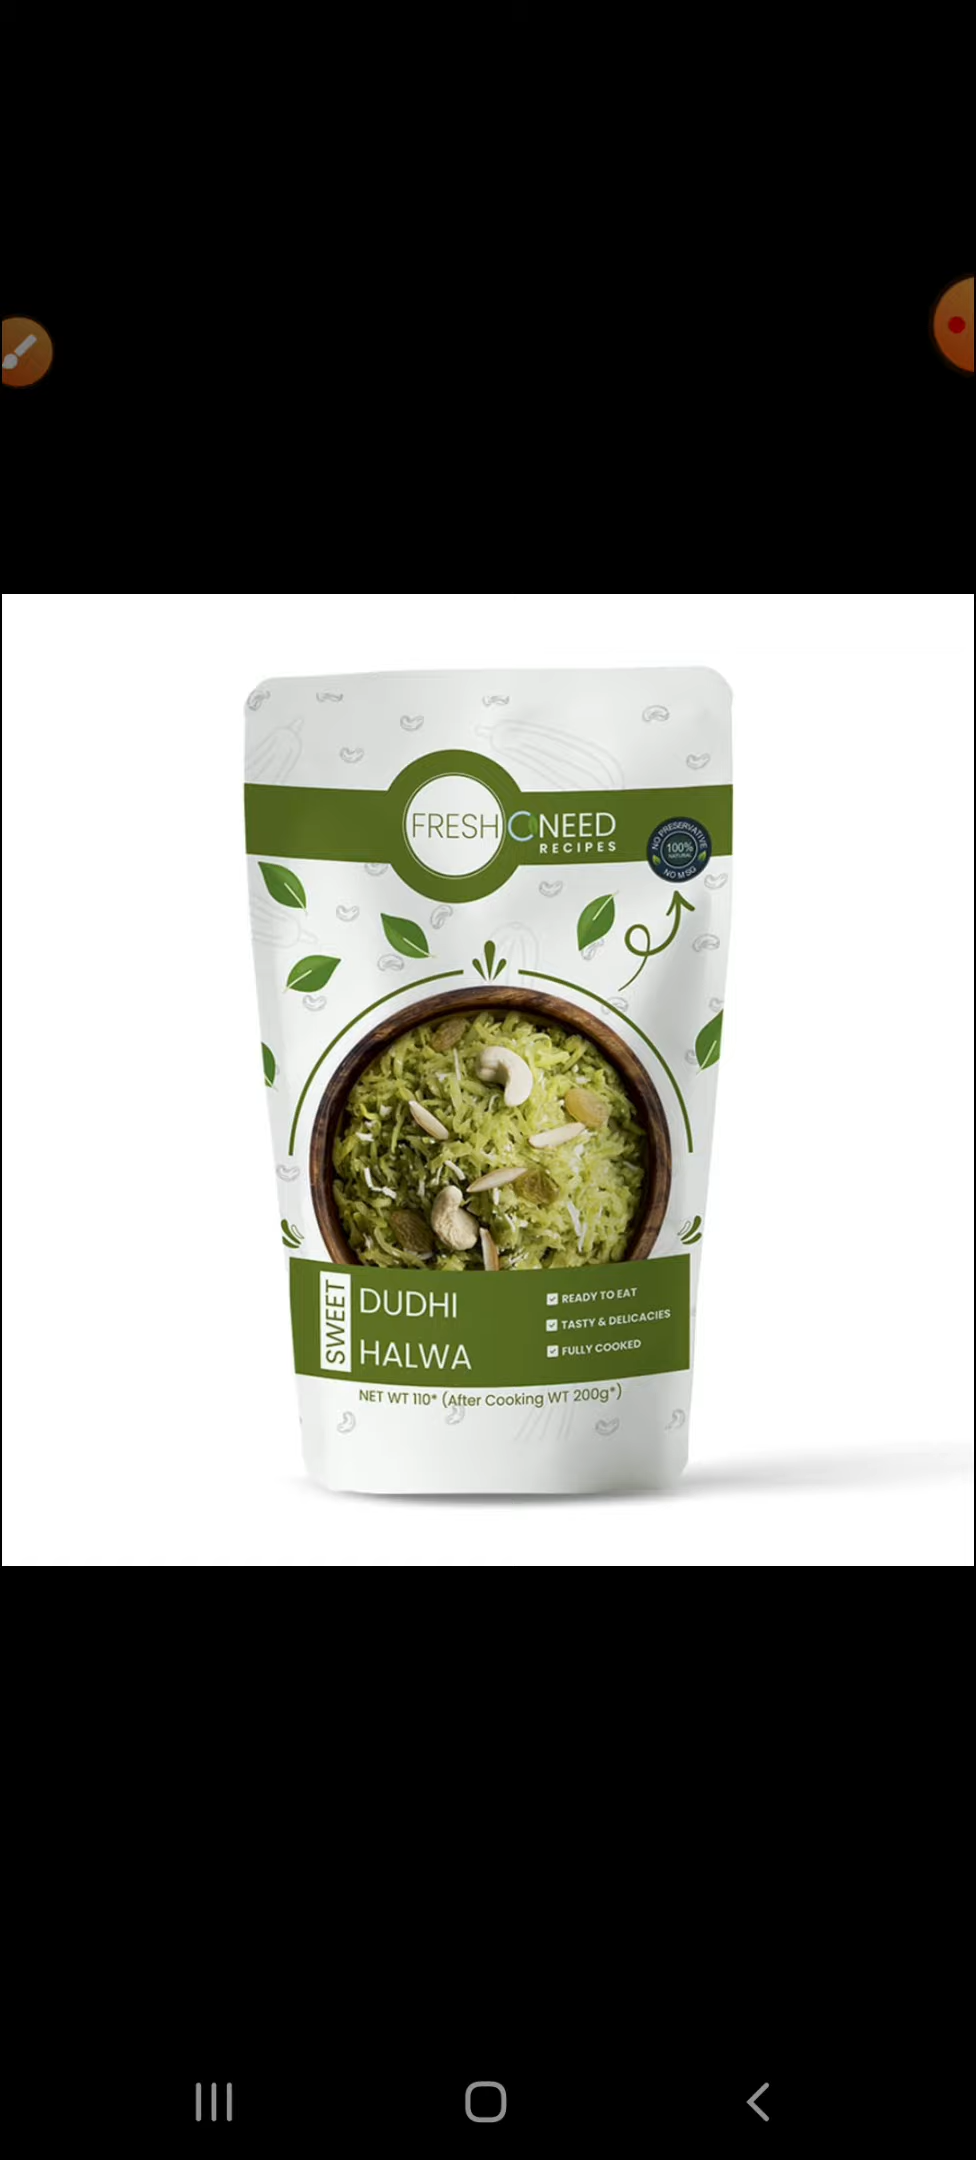 FRESH
NEED
RECIPES
NO PRESERVATIVE
100%
NATURAL
NO MSG
SWEET
DUDHI
HALWA
READY TO EAT
TASTY & DELICACIES
FULLY COOKED
NET WT 110* (After Cooking WT 200g*)